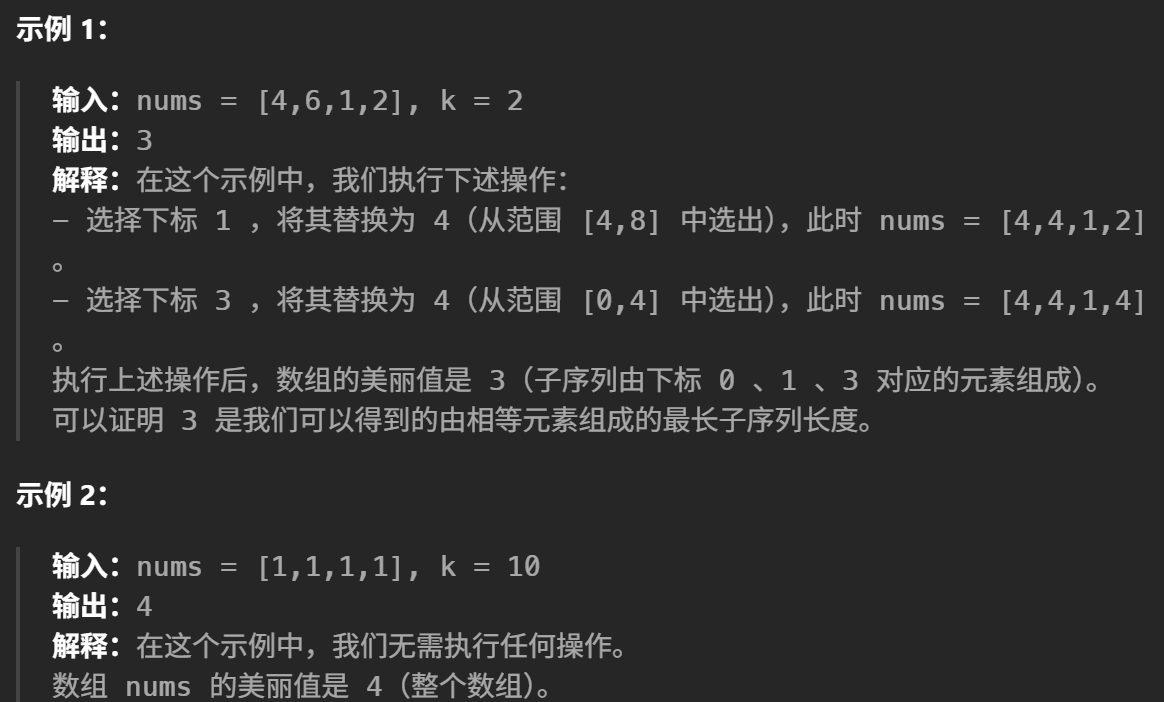 示例 1：
输入：nums = [4,6,1,2], k = 2
输出：3
解释：在这个示例中，我们执行下述操作：
- 选择下标 1 ，将其替换为 4（从范围 [4,8] 中选出），此时 nums = [4,4,1,2]
。
- 选择下标 3 ，将其替换为 4（从范围 [0,4] 中选出），此时 nums = [4,4,1,4]
。
执行上述操作后，数组的美丽值是 3（子序列由下标 0 、1 、3 对应的元素组成）。
可以证明 3 是我们可以得到的由相等元素组成的最长子序列长度。
示例 2：
输入：nums = [1,1,1,1], k = 10
输出：4
解释：在这个示例中，我们无需执行任何操作。
数组 nums 的美丽值是 4（整个数组）。